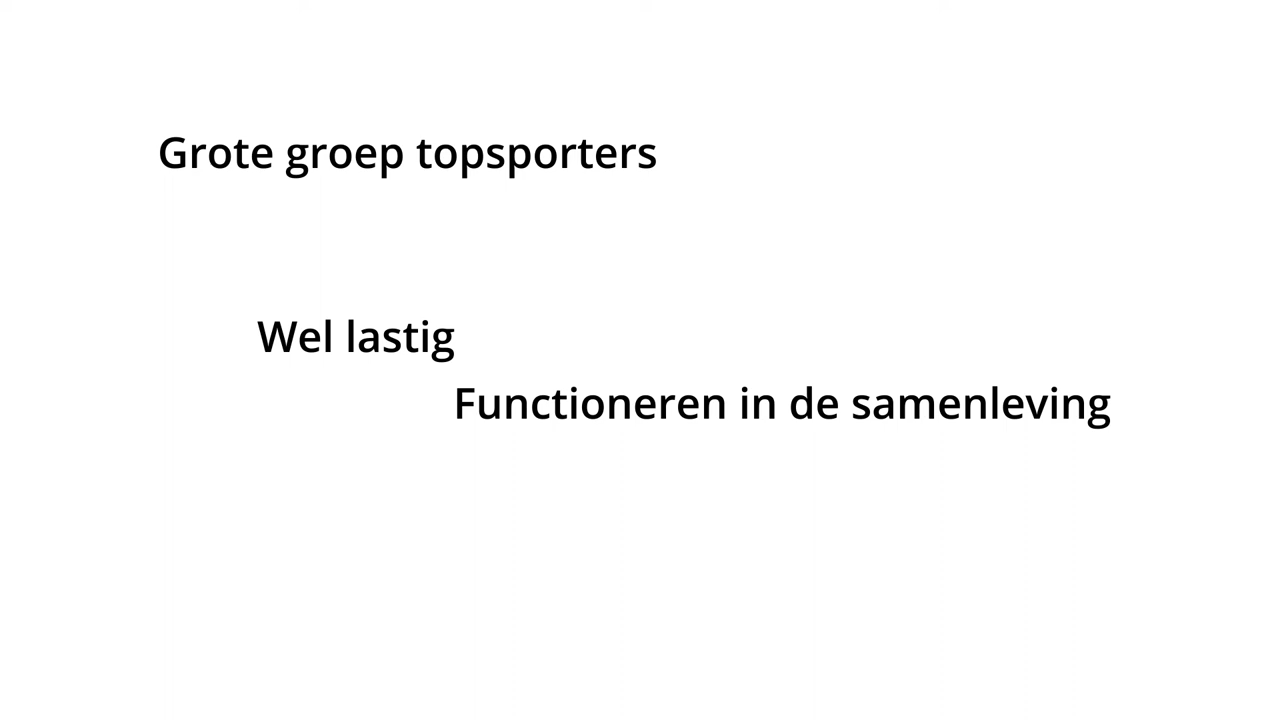 Grote groep topsporters
Wel lastig
Functioneren in de samenleving